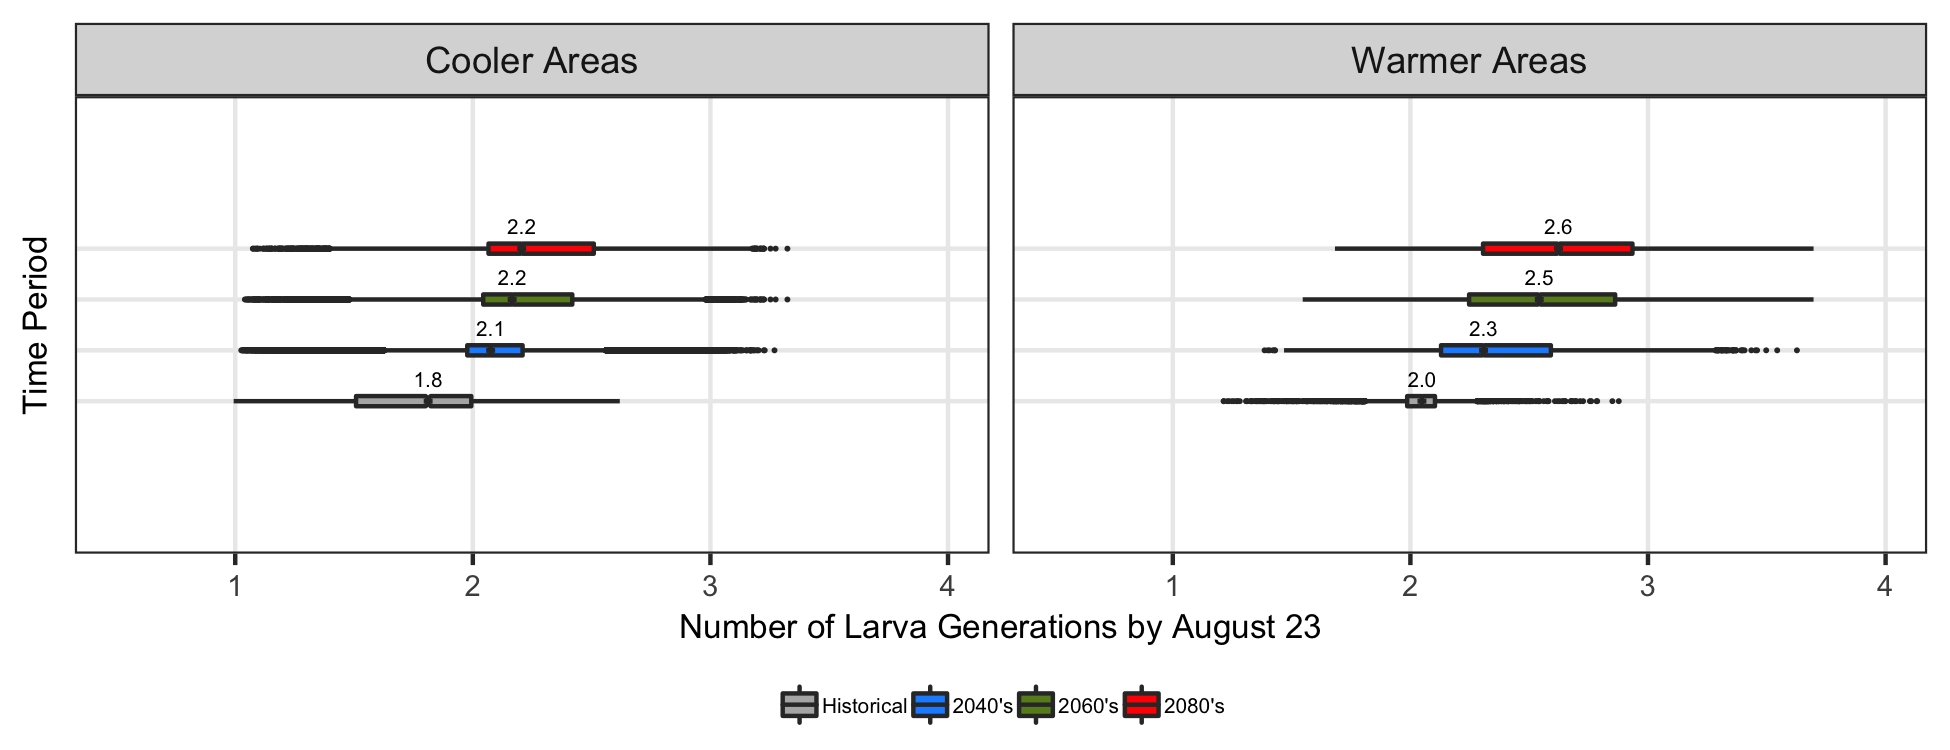 Cooler Areas
Warmer Areas
Time Period
2.2
2.2
2.1
1.8
2.6
2.5
2.3
2.0
1 2 3 4
1 2 3 4
Number of Larva Generations by August 23
Historical 2040's 2060's 2080's